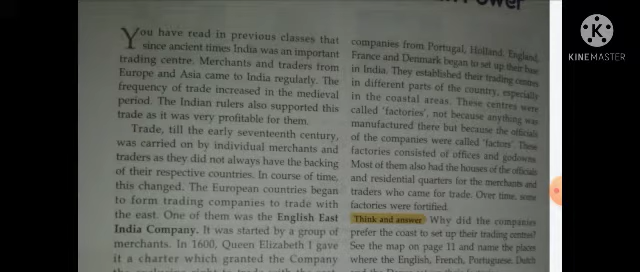 Power
You have read in previous classes that
since ancient times India was an important
trading centre. Merchants and traders from
Europe and Asia came to India regularly. The
frequency of trade increased in the medieval
period. The Indian rulers also supported this
trade as it was very profitable for them.
Trade, till the early seventeenth century,
was carried on by individual merchants and
traders as they did not always have the backing
of their respective countries. In course of time,
this changed. The European countries began
to form trading companies to trade with
the east. One of them was the English East
India Company. It was started by a group of
merchants. In 1600, Queen Elizabeth I gave
it a charter which granted the Company
companies from Portugal, Holland, England,
France and Denmark began to set up their base
in India. They established their trading centres
in different parts of the country, especially
in the coastal areas. These centres were
called 'factories', not because anything was
manufactured there but because the officials
of the companies were called 'factors'. These
factories consisted of offices and godowns.
Most of them also had the houses of the officials
and residential quarters for the merchants and
traders who came for trade. Over time, some
factories were fortified.
Think and answer Why did the companies
prefer the coast to set up their trading centres?
See the map on page 11 and name the places
where the English, French, Portuguese, Dutch
K
KINEMASTER